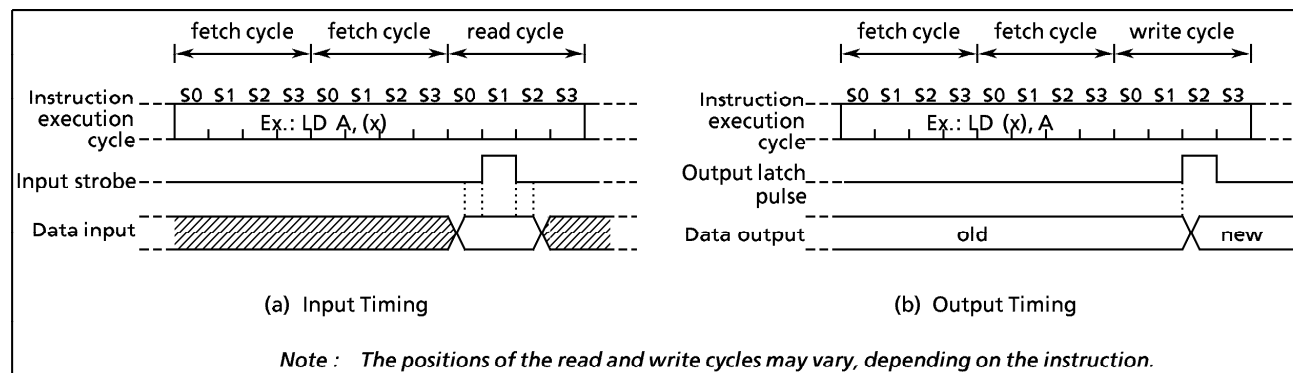 fetch cycle fetch cycle read cycle
S0 S1 S2 S3 S0 S1 S2 S3 S0 S1 S2 S3
Instruction
execution
cycle
Ex.: LD A, (x)
Input strobe
Data input
(a) Input Timing
fetch cycle fetch cycle write cycle
S0 S1 S2 S3 S0 S1 S2 S3 S0 S1 S2 S3
Instruction
execution
cycle
Ex.: LD (x), A
Output latch
pulse
Data output
old
new
(b) Output Timing
Note : The positions of the read and write cycles may vary, depending on the instruction.